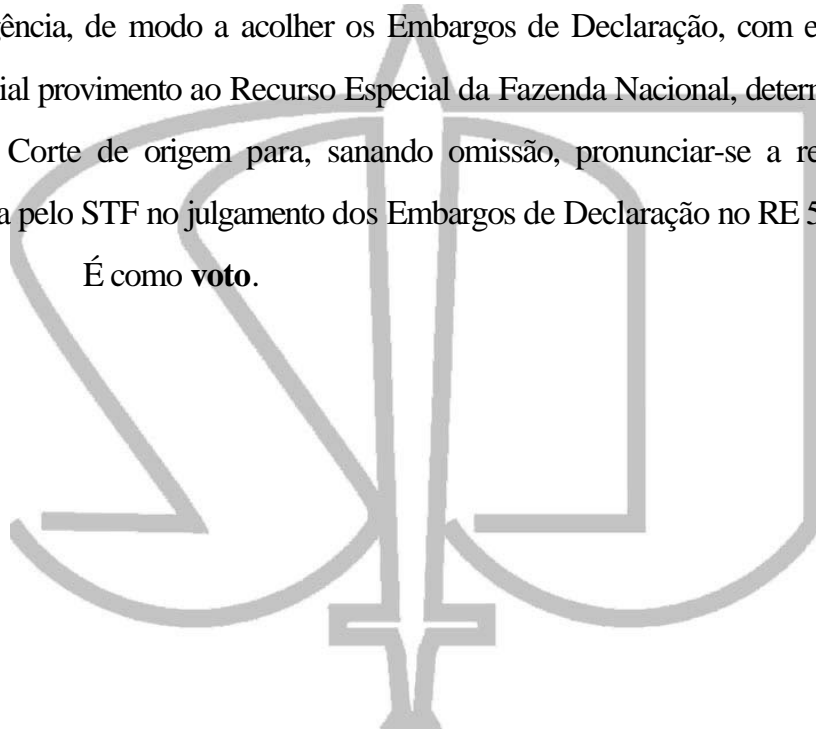 gência, de modo a acolher os Embargos de Declaração, com e
ial provimento ao Recurso Especial da Fazenda Nacional, detern
Corte de origem para, sanando omissão, pronunciar-se a re
a pelo STF no julgamento dos Embargos de Declaração no RE 5
É como voto.